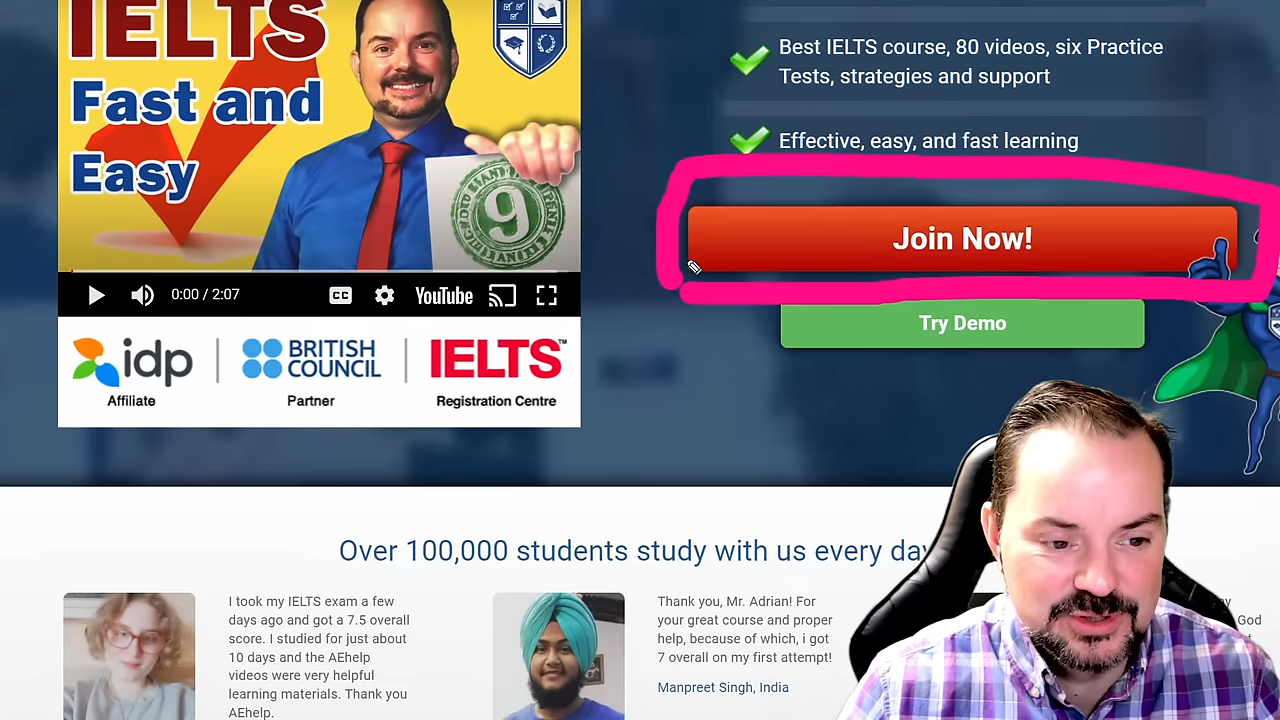 IELTS
Fast and
Easy
9
Best IELTS course, 80 videos, six Practice
Tests, strategies and support
Effective, easy, and fast learning
Join Now!
0:00 / 2:07
CC
YouTube
Try Demo
idp
Affiliate
BRITISH
COUNCIL
Partner
IELTS™
Registration Centre
Over 100,000 students study with us every day
I took my IELTS exam a few
days ago and got a 7.5 overall
score. I studied for just about
10 days and the AEhelp
videos were very helpful
learning materials. Thank you
AEhelp.
Thank you, Mr. Adrian! For
your great course and proper
help, because of which, i got
7 overall on my first attempt!
Manpreet Singh, India
God